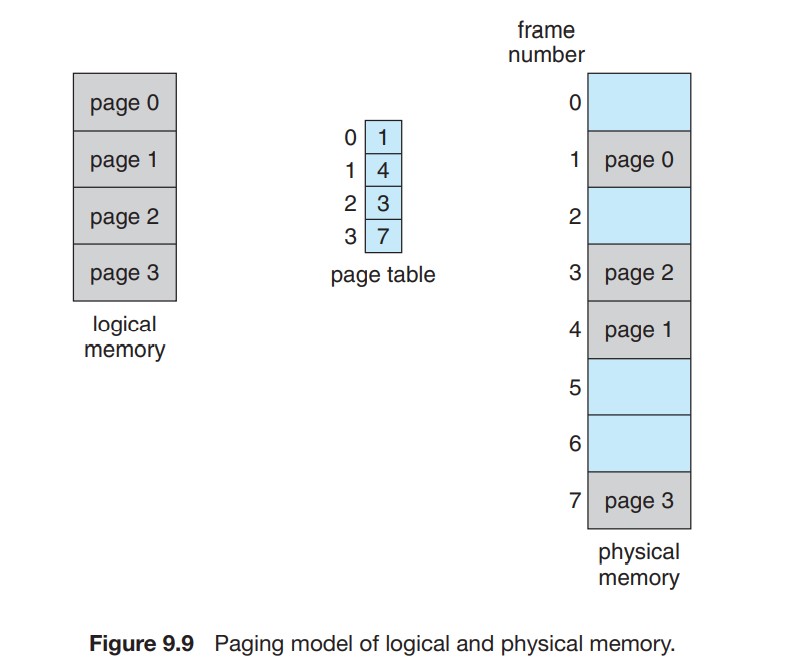 frame
number
page 0
page 1
page 2
page 3
logical
memory
0 1
1 4
2 3
3 7
page table
0
1 page 0
2
3 page 2
4 page 1
5
6
7 page 3
physical
memory
Figure 9.9 Paging model of logical and physical memory.